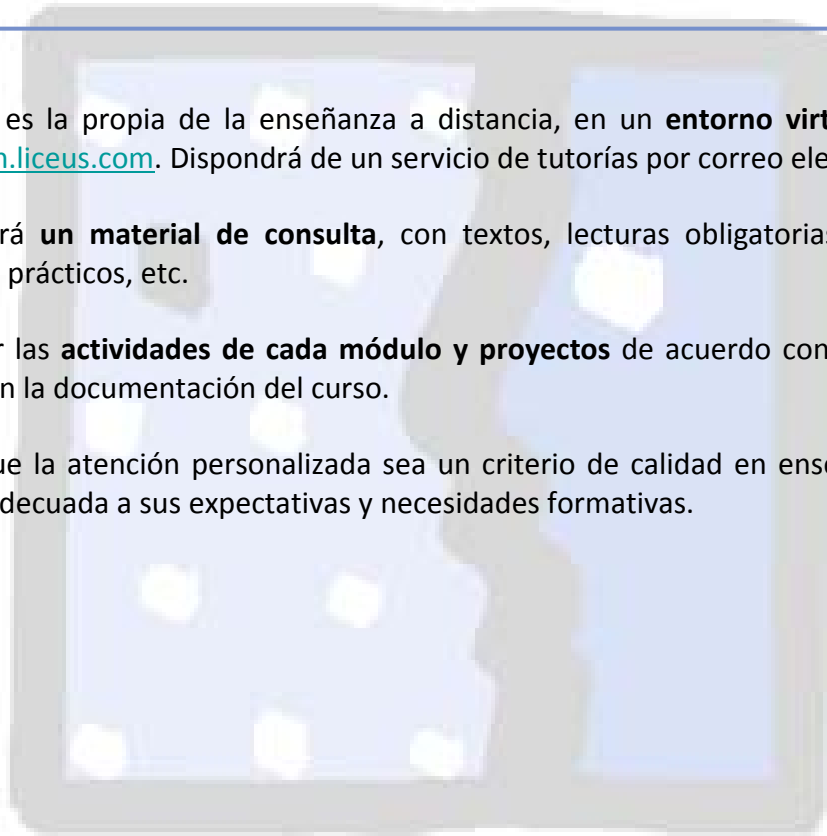 es la propia de la enseñanza a distancia, en un entorno virt
n.liceus.com. Dispondrá de un servicio de tutorías por correo ele
rá un material de consulta, con textos, lecturas obligatorias
prácticos, etc.
r las actividades de cada módulo y proyectos de acuerdo con
n la documentación del curso.
ue la atención personalizada sea un criterio de calidad en ense
decuada a sus expectativas y necesidades formativas.